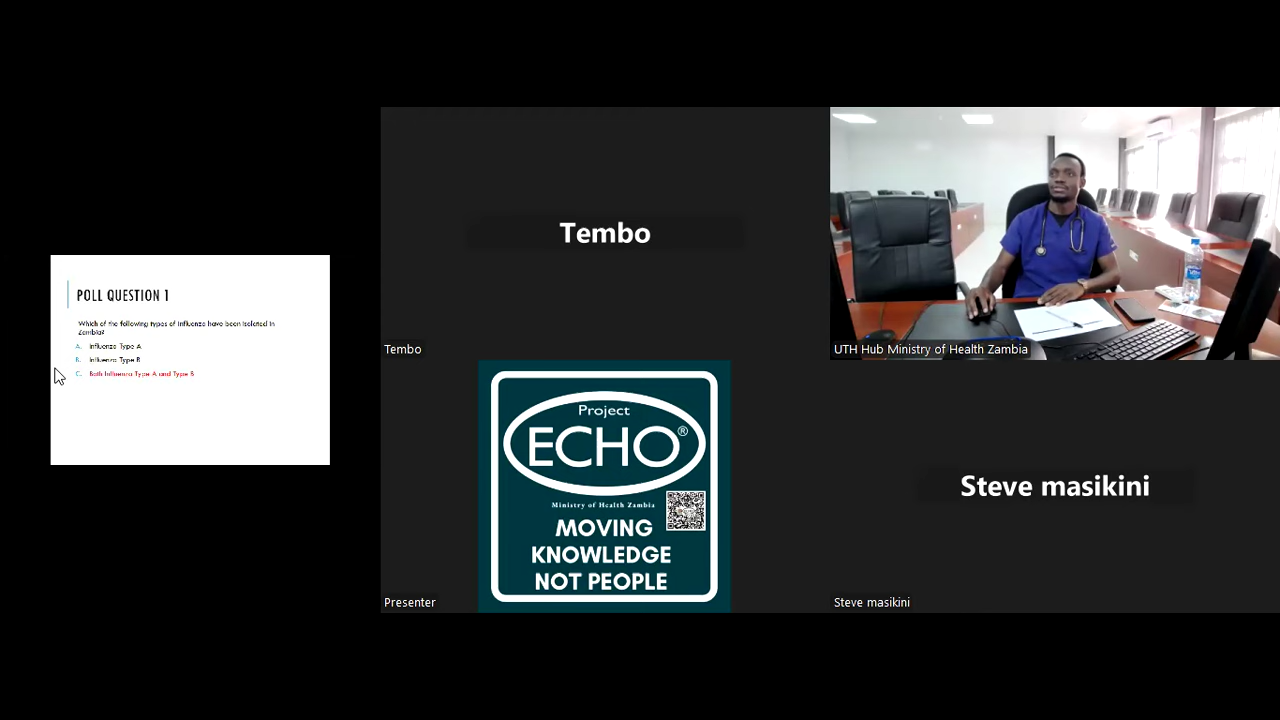 POLL QUESTION 1
Which of the following types of Influenza have been isolated in
Zambia?
A. Influenza Type A
B. Influenza Type B
C. Both Influenza Type A and Type B
Tembo
Tembo
UTH Hub Ministry of Health Zambia
Project
ECHO®
Ministry of Health Zambia
MOVING
KNOWLEDGE
NOT PEOPLE
Presenter
Steve masikini
Steve masikini